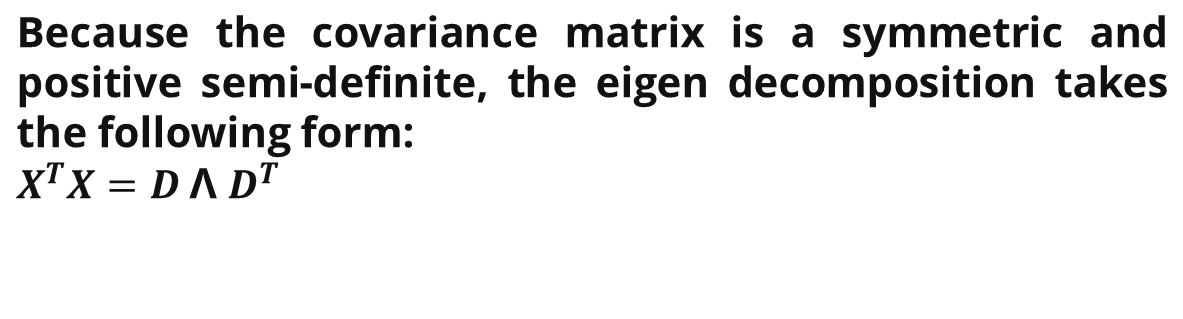 Because the covariance matrix is a symmetric and
positive semi-definite, the eigen decomposition takes
the following form:
XᵀX = D Λ Dᵀ